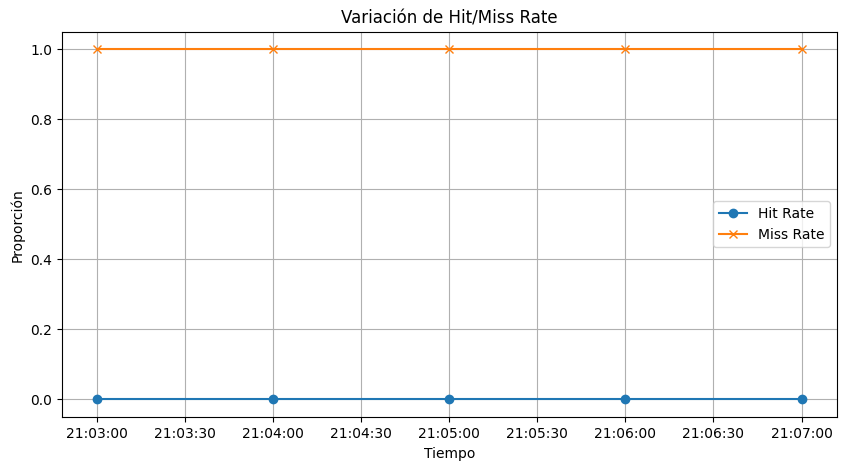 Variación de Hit/Miss Rate
Proporción
1.0
0.8
0.6
0.4
0.2
0.0
Hit Rate
Miss Rate
21:03:00 21:03:30 21:04:00 21:04:30 21:05:00 21:05:30 21:06:00 21:06:30 21:07:00
Tiempo